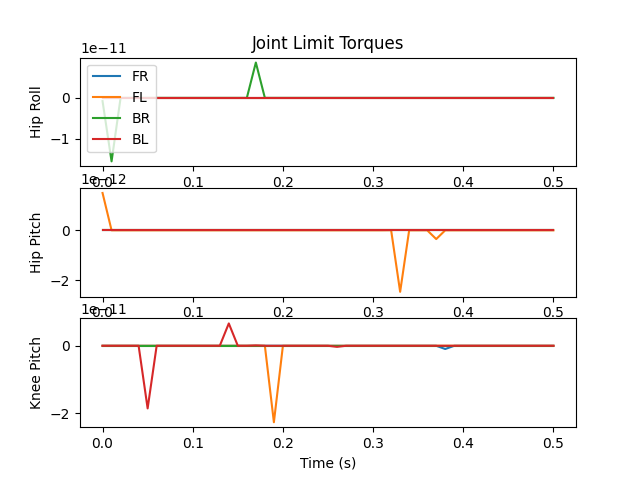 Joint Limit Torques
1e−11
Hip Roll
0
−1
FR
FL
BR
BL
0.0 0.1 0.2 0.3 0.4 0.5
1e−12
Hip Pitch
0
−2
0.0 0.1 0.2 0.3 0.4 0.5
1e−11
Knee Pitch
0
−2
0.0 0.1 0.2 0.3 0.4 0.5
Time (s)